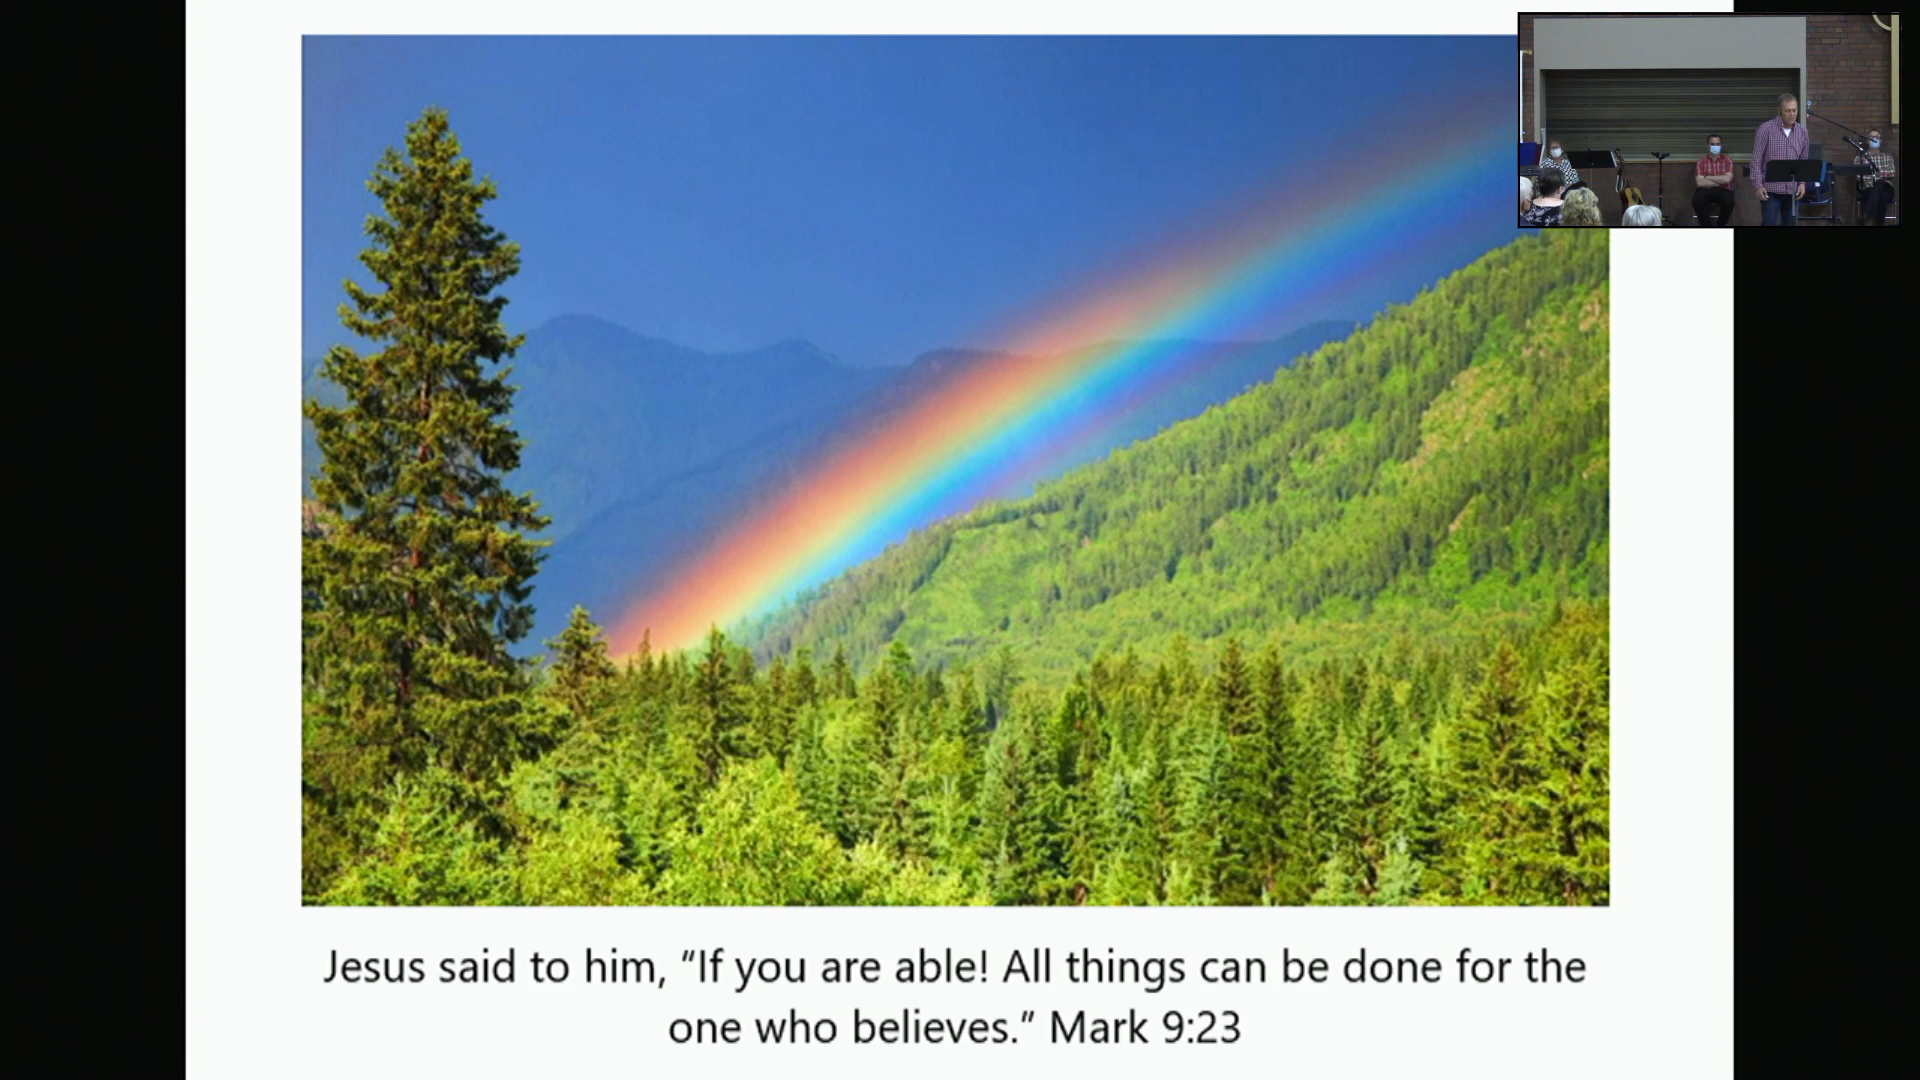 Jesus said to him, “If you are able! All things can be done for the
one who believes.” Mark 9:23